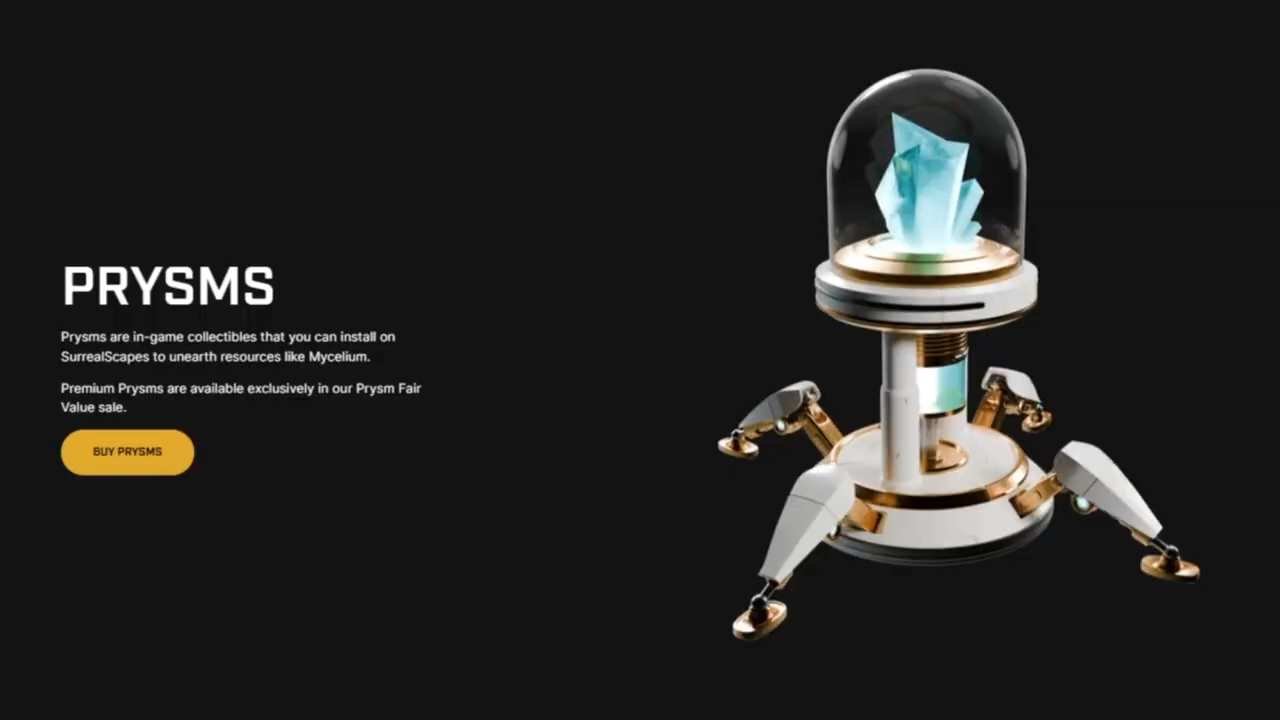 PRYSMS
Prysms are in-game collectibles that you can install on
SurrealScapes to unearth resources like Mycelium.
Premium Prysms are available exclusively in our Prysm Fair
Value sale.
BUY PRYSMS